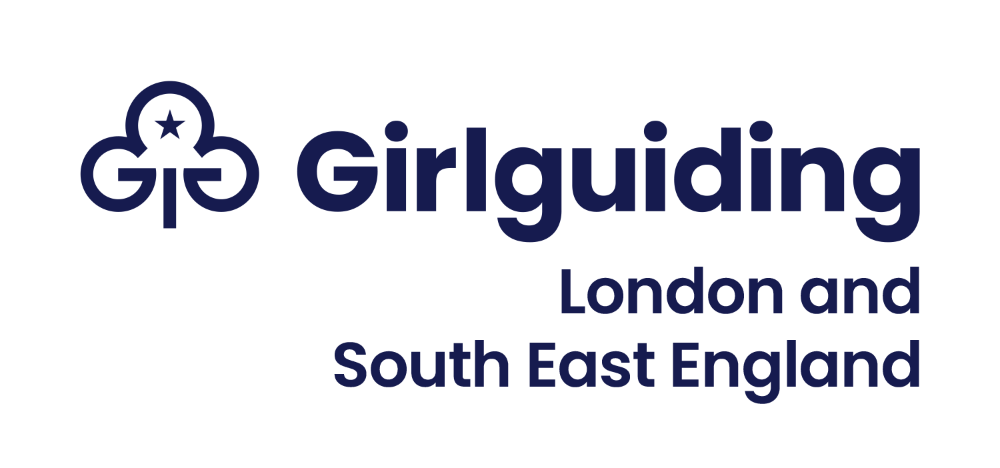 Girlguiding
London and
South East England